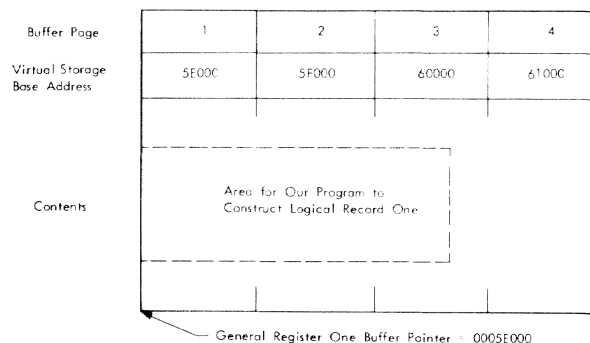 Buffer Page 1 2 3 4
Virtual Storage
Base Address 5E000 5F000 60000 61000
Contents
Area for Our Program to
Construct Logical Record One
General Register One Buffer Pointer = 0005E000